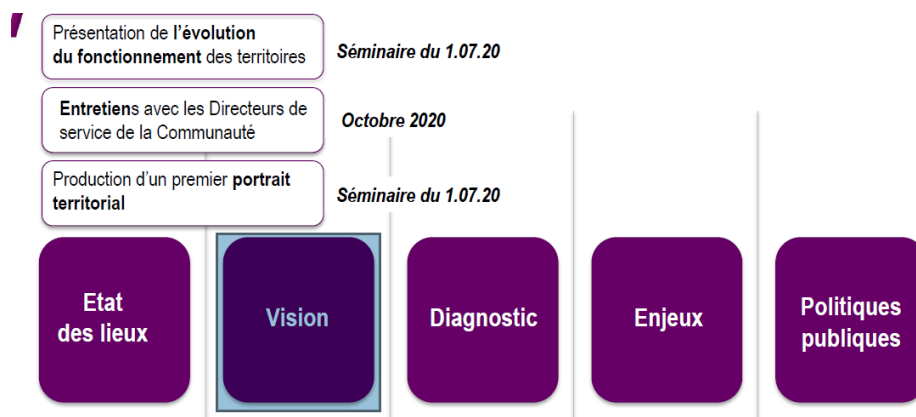 Présentation de l'évolution
du fonctionnement des territoires
Séminaire du 1.07.20
Entretiens avec les Directeurs de
service de la Communauté
Octobre 2020
Production d'un premier portrait
territorial
Séminaire du 1.07.20
Etat
des lieux
Vision
Diagnostic
Enjeux
Politiques
publiques